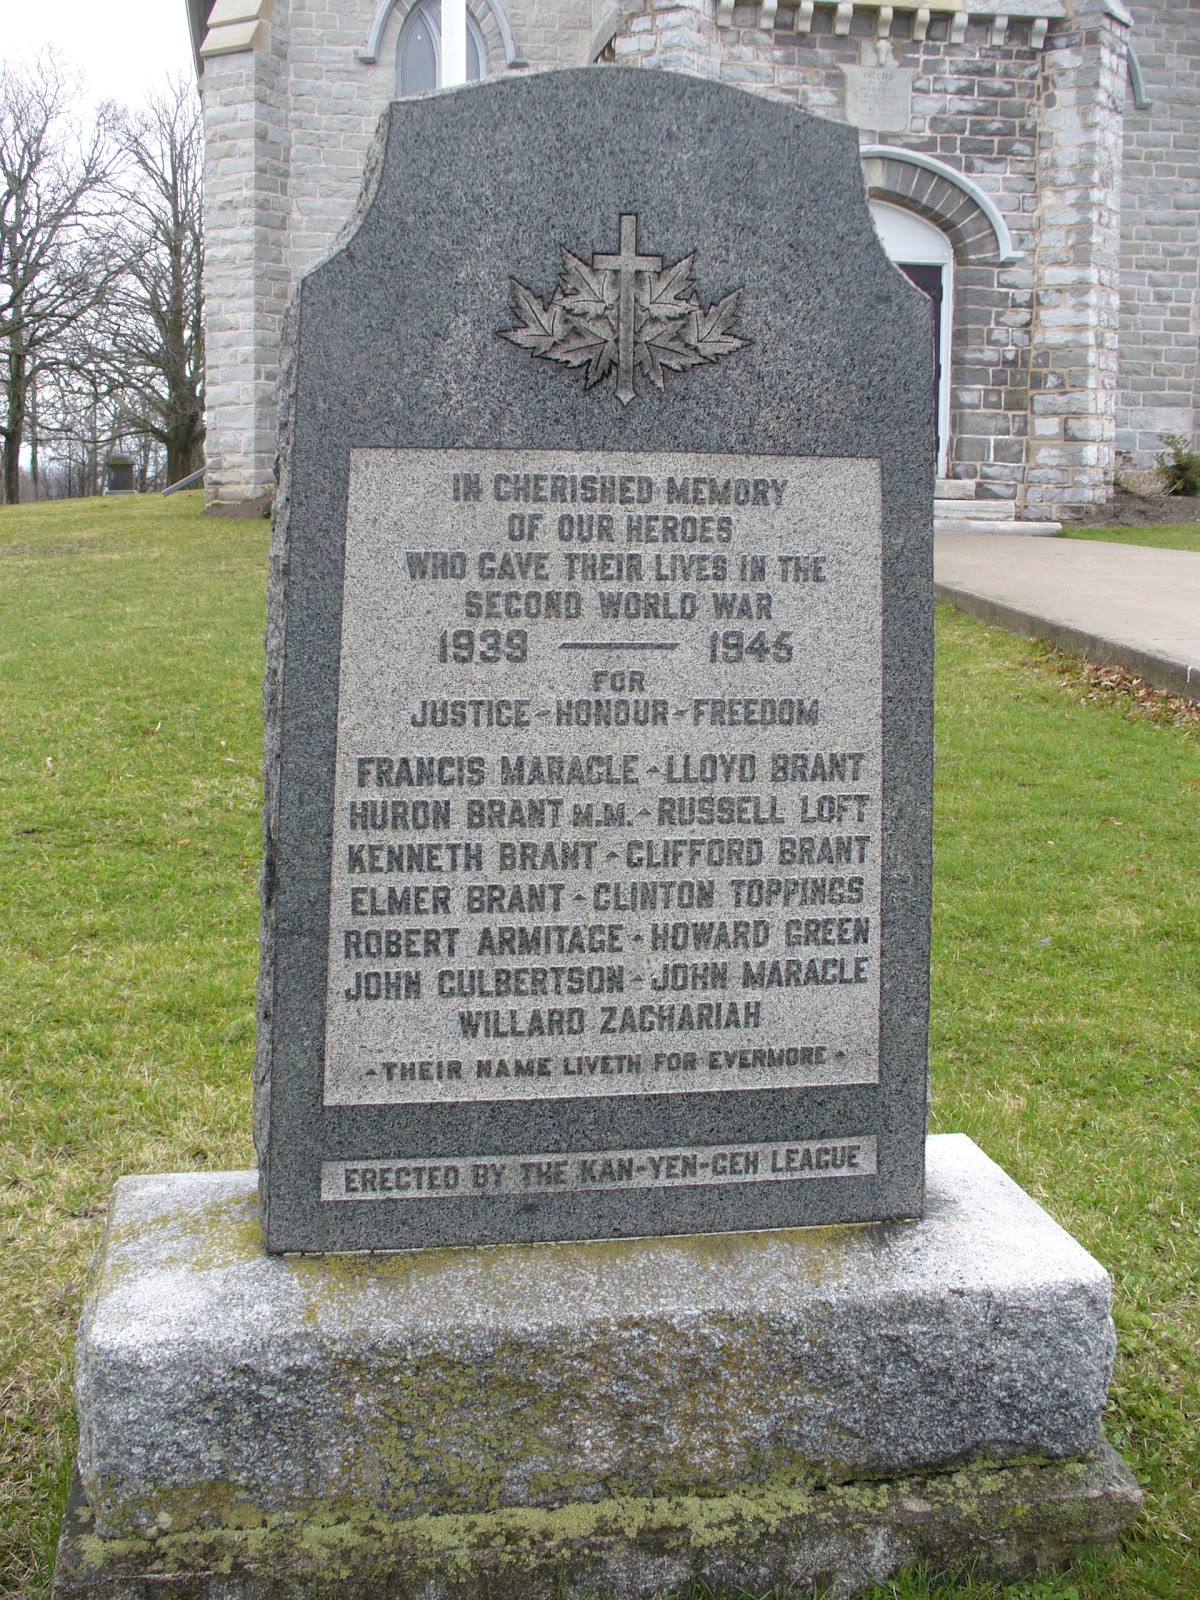 IN CHERISHED MEMORY
OF OUR HEROES
WHO GAVE THEIR LIVES IN THE
SECOND WORLD WAR
1939 — 1945
FOR
JUSTICE - HONOUR - FREEDOM
FRANCIS MARACLE - LLOYD BRANT
HURON BRANT M.M. - RUSSELL LOFT
KENNETH BRANT - CLIFFORD BRANT
ELMER BRANT - CLINTON TOPPINGS
ROBERT ARMITAGE - HOWARD GREEN
JOHN CULBERTSON - JOHN MARACLE
WILLARD ZACHARIAH
- THEIR NAME LIVETH FOR EVERMORE -
ERECTED BY THE KAN-YEN-GEH LEAGUE